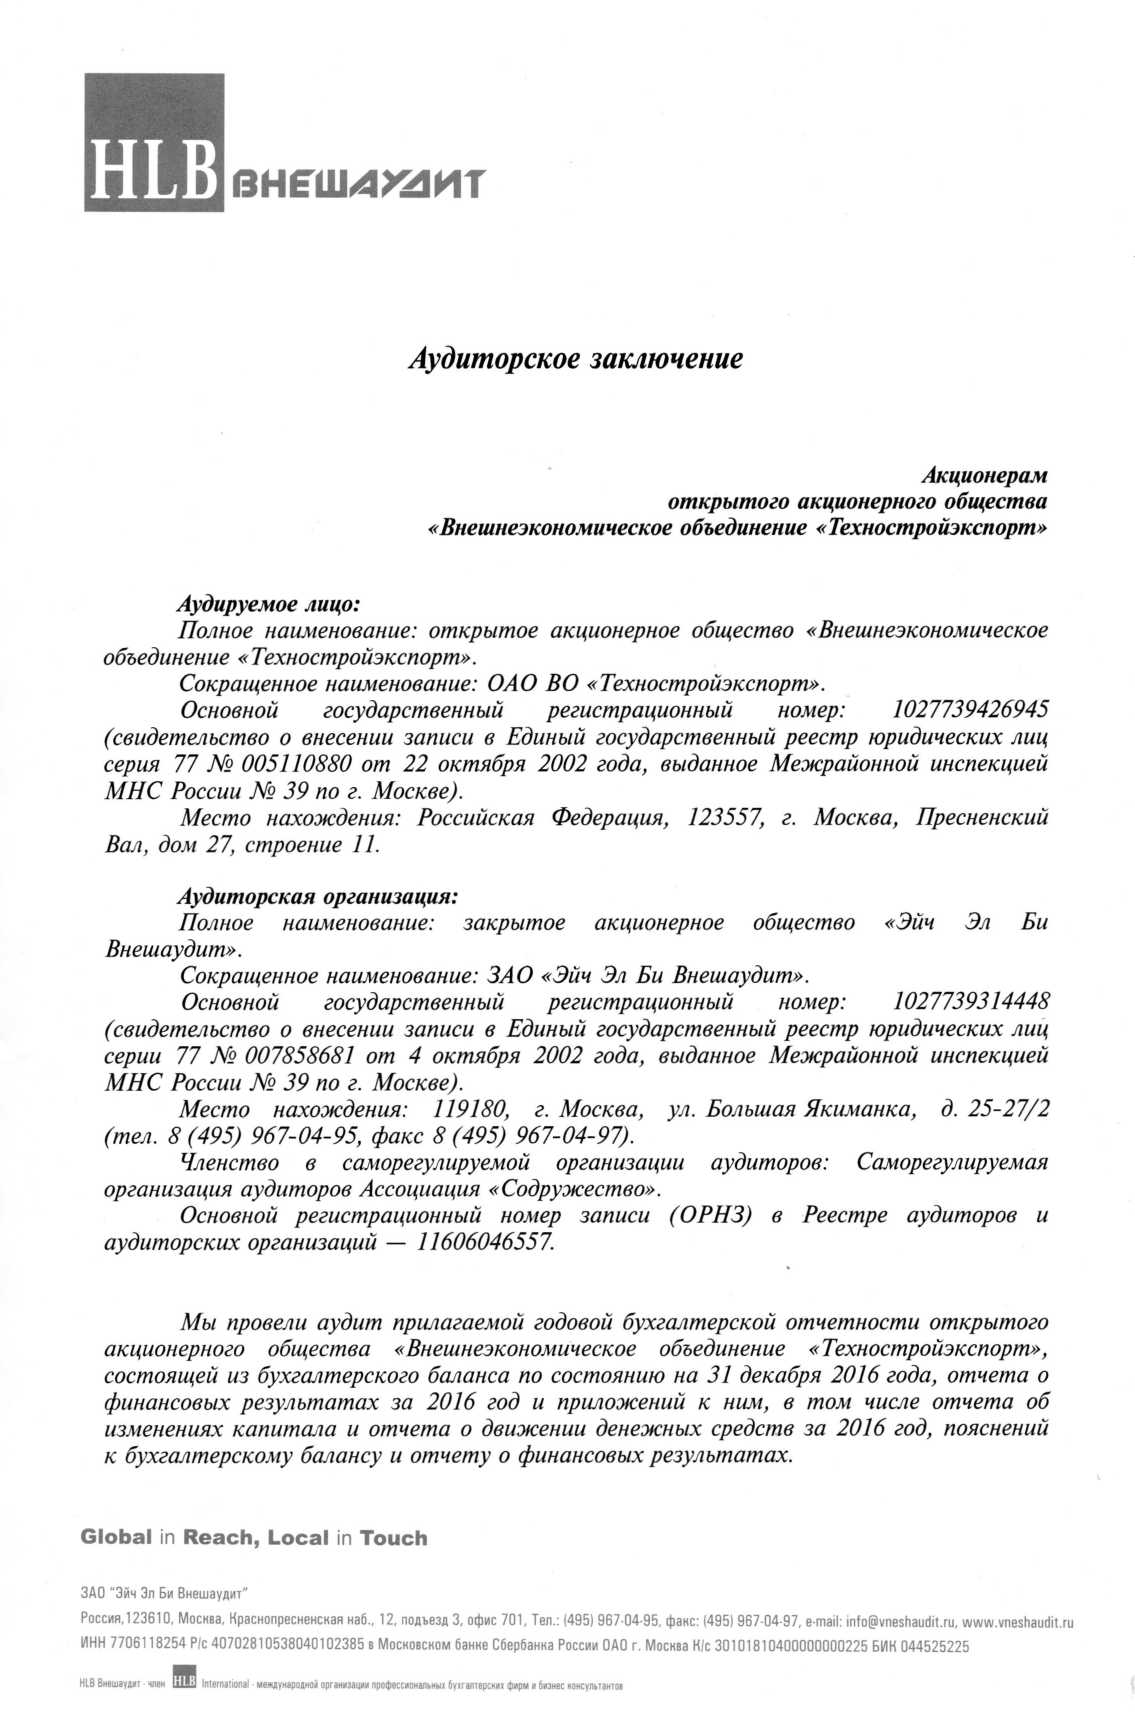 HLB ВНЕШАУДИТ
Аудиторское заключение
Акционерам
открытого акционерного общества
«Внешнеэкономическое объединение «Техностройэкспорт»
Аудируемое лицо:
Полное наименование: открытое акционерное общество «Внешнеэкономическое
объединение «Техностройэкспорт».
Сокращенное наименование: ОАО ВО «Техностройэкспорт».
Основной государственный регистрационный номер: 1027739426945
(свидетельство о внесении записи в Единый государственный реестр юридических лиц
серия 77 № 005110880 от 22 октября 2002 года, выданное Межрайонной инспекцией
МНС России № 39 по г. Москве).
Место нахождения: Российская Федерация, 123557, г. Москва, Пресненский
Вал, дом 27, строение 11.
Аудиторская организация:
Полное наименование: закрытое акционерное общество «Эйч Эл Би
Внешаудит».
Сокращенное наименование: ЗАО «Эйч Эл Би Внешаудит».
Основной государственный регистрационный номер: 1027739314448
(свидетельство о внесении записи в Единый государственный реестр юридических лиц
серии 77 № 007858681 от 4 октября 2002 года, выданное Межрайонной инспекцией
МНС России № 39 по г. Москве).
Место нахождения: 119180, г. Москва, ул. Большая Якиманка, д. 25-27/2
(тел. 8 (495) 967-04-95, факс 8 (495) 967-04-97).
Членство в саморегулируемой организации аудиторов: Саморегулируемая
организация аудиторов Ассоциация «Содружество».
Основной регистрационный номер записи (ОРНЗ) в Реестре аудиторов и
аудиторских организаций — 11606046557.
Мы провели аудит прилагаемой годовой бухгалтерской отчетности открытого
акционерного общества «Внешнеэкономическое объединение «Техностройэкспорт»,
состоящей из бухгалтерского баланса по состоянию на 31 декабря 2016 года, отчета о
финансовых результатах за 2016 год и приложений к ним, в том числе отчета об
изменениях капитала и отчета о движении денежных средств за 2016 год, пояснений
к бухгалтерскому балансу и отчету о финансовых результатах.
Global in Reach, Local in Touch
ЗАО "Эйч Эл Би Внешаудит"
Россия,123610, Москва, Краснопресненская наб., 12, подъезд 3, офис 701, Тел.: (495) 967-04-95, факс: (495) 967-04-97, e-mail: info@vneshaudit.ru, www.vneshaudit.ru
ИНН 7706118254 Р/с 40702810538040102385 в Московском банке Сбербанка России ОАО г. Москва К/с 30101810400000000225 БИК 044525225
HLB Внешаудит - член HLB International - международной организации профессиональных бухгалтерских фирм и бизнес консультантов